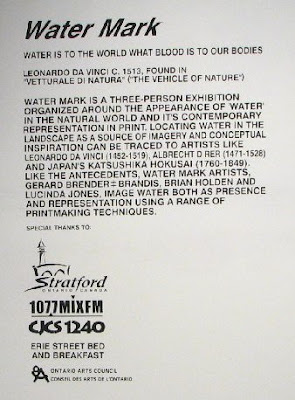 Water Mark
WATER IS TO THE WORLD WHAT BLOOD IS TO OUR BODIES
LEONARDO DA VINCI C. 1513, FOUND IN
"VETTURALE DI NATURA" ("THE VEHICLE OF NATURE")
WATER MARK IS A THREE-PERSON EXHIBITION
ORGANIZED AROUND THE APPEARANCE OF 'WATER'
IN THE NATURAL WORLD AND IT'S CONTEMPORARY
REPRESENTATION IN PRINT. LOCATING WATER IN THE
LANDSCAPE AS A SOURCE OF IMAGERY AND CONCEPTUAL
INSPIRATION CAN BE TRACED TO ARTISTS LIKE
LEONARDO DA VINCI (1452-1519), ALBRECHT D RER (1471-1528)
AND JAPAN'S KATSUSHIKA HOKUSAI (1760-1849).
LIKE THE ANTECEDENTS, WATER MARK ARTISTS,
GERARD BRENDER= BRANDIS, BRIAN HOLDEN AND
LUCINDA JONES, IMAGE WATER BOTH AS PRESENCE
AND REPRESENTATION USING A RANGE OF
PRINTMAKING TECHNIQUES.
SPECIAL THANKS TO:
Stratford
ONTARIO CANADA
107.7 MIXFM
CJCS 1240
ERIE STREET BED
AND BREAKFAST
ONTARIO ARTS COUNCIL
CONSEIL DES ARTS DE L'ONTARIO